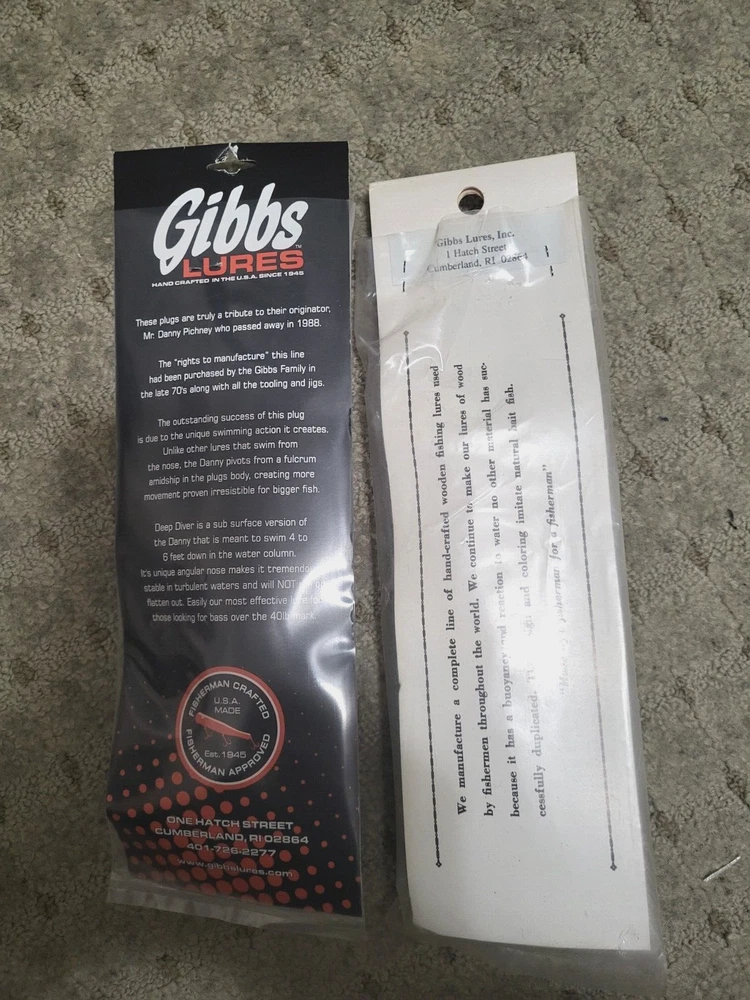 Gibbs™
LURES
HAND CRAFTED IN THE U.S.A. SINCE 1945
These plugs are truly a tribute to their originator,
Mr. Danny Pichney who passed away in 1988.
The "rights to manufacture" this line
had been purchased by the Gibbs Family in
the late 70's along with all the tooling and jigs.
The outstanding success of this plug
is due to the unique swimming action it creates.
Unlike other lures that swim from
the nose, the Danny pivots from a fulcrum
amidship in the plugs body, creating more
movement proven irresistible for bigger fish.
Deep Diver is a sub surface version of
the Danny that is meant to swim 4 to
6 feet down in the water column.
It's unique angular nose makes it tremendo
stable in turbulent waters and will NOT
flatten out. Easily our most effective
those looking for bass over the 40lb mark.
FISHERMAN CRAFTED
U.S.A.
MADE
Est. 1945
FISHERMAN APPROVED
ONE HATCH STREET
CUMBERLAND, RI 02864
401-726-2277
www.gibbslures.com
Gibbs Lures, Inc.
1 Hatch Street
Cumberland, RI 02864
We manufacture a complete line of hand-crafted wooden fishing lures used
by fishermen throughout the world. We continue to make our lures of wood
because it has a buoyancy and reaction in water no other material has suc-
cessfully duplicated. and coloring imitate natural bait fish.
fisherman for a fisherman"